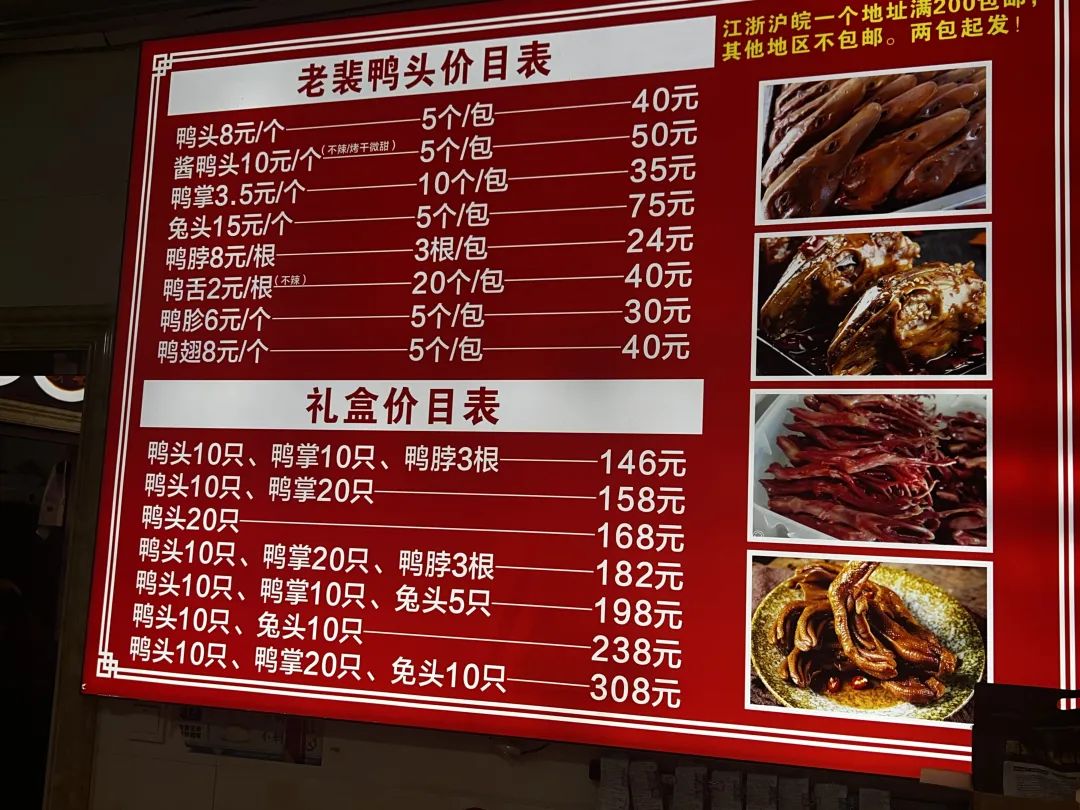 江浙沪皖一个地址满200包邮，
其他地区不包邮。两包起发！
老裴鸭头价目表
鸭头8元/个 5个/包 40元
酱鸭头10元/个（不辣/烤干微甜） 5个/包 50元
鸭掌3.5元/个 10个/包 35元
兔头15元/个 5个/包 75元
鸭脖8元/根 3根/包 24元
鸭舌2元/根（不辣） 20个/包 40元
鸭胗6元/个 5个/包 30元
鸭翅8元/个 5个/包 40元
礼盒价目表
鸭头10只、鸭掌10只、鸭脖3根 146元
鸭头10只、鸭掌20只 158元
鸭头20只 168元
鸭头10只、鸭掌20只、鸭脖3根 182元
鸭头10只、鸭掌10只、兔头5只 198元
鸭头10只、兔头10只 238元
鸭头10只、鸭掌20只、兔头10只 308元